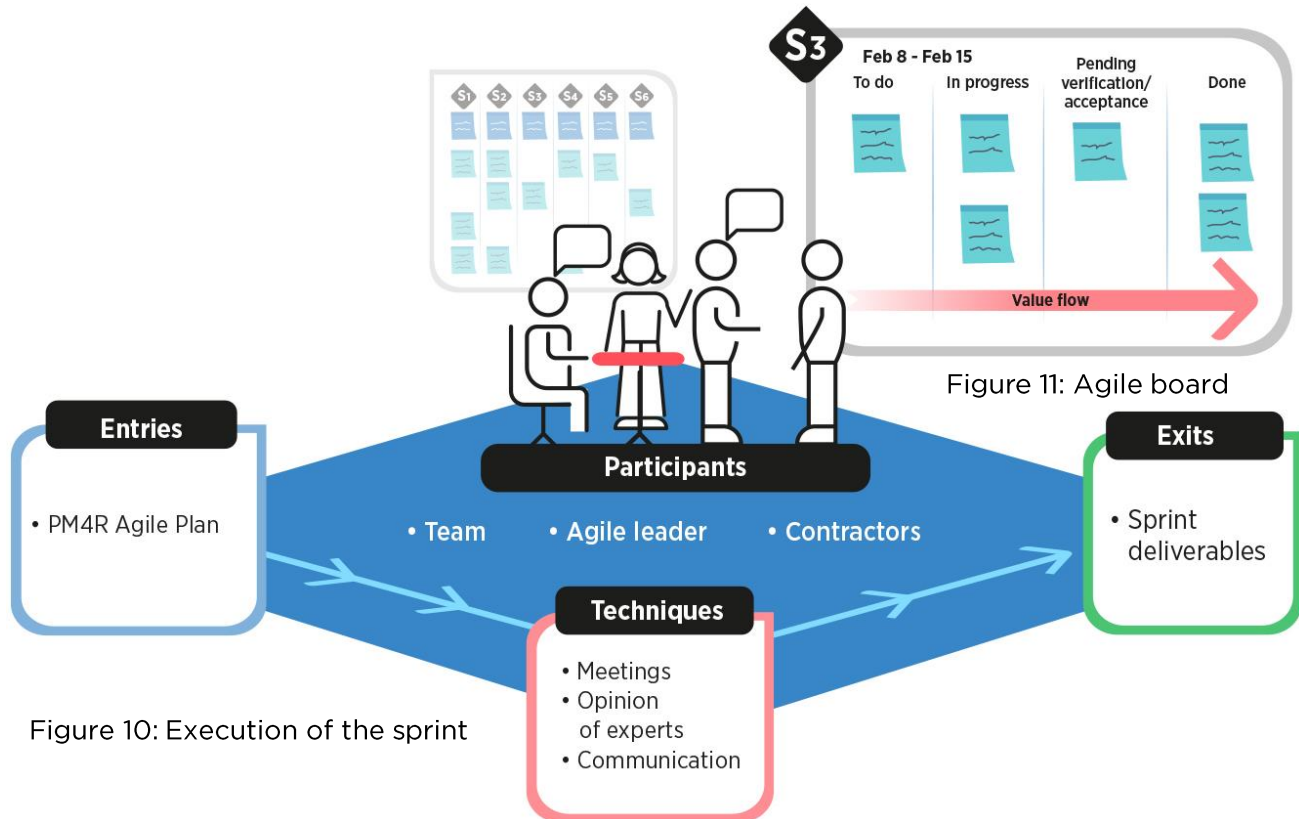 S1 S2 S3 S4 S5 S6
S3
Feb 8 - Feb 15
To do
In progress
Pending
verification/
acceptance
Done
Value flow
Figure 11: Agile board
Entries
• PM4R Agile Plan
Participants
• Team • Agile leader • Contractors
Techniques
• Meetings
• Opinion
of experts
• Communication
Exits
• Sprint
deliverables
Figure 10: Execution of the sprint